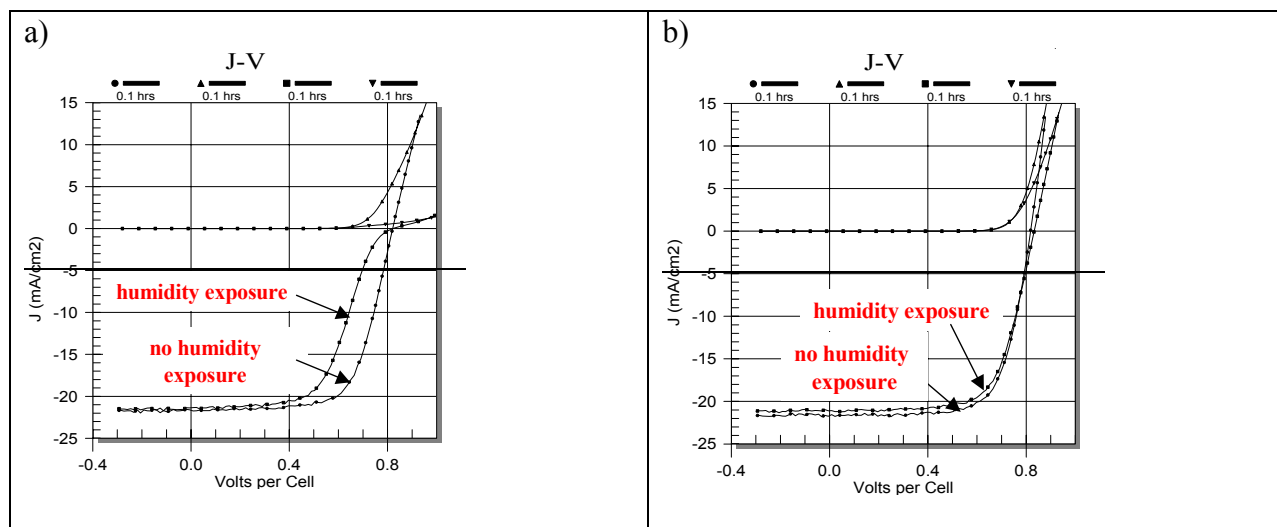 a)
J-V
0.1 hrs 0.1 hrs 0.1 hrs 0.1 hrs
15
10
5
0
-5
-10
-15
-20
-25
J (mA/cm2)
humidity exposure
no humidity
exposure
-0.4 0.0 0.4 0.8
Volts per Cell
b)
J-V
0.1 hrs 0.1 hrs 0.1 hrs 0.1 hrs
15
10
5
0
-5
-10
-15
-20
-25
J (mA/cm2)
humidity exposure
no humidity
exposure
-0.4 0.0 0.4 0.8
Volts per Cell